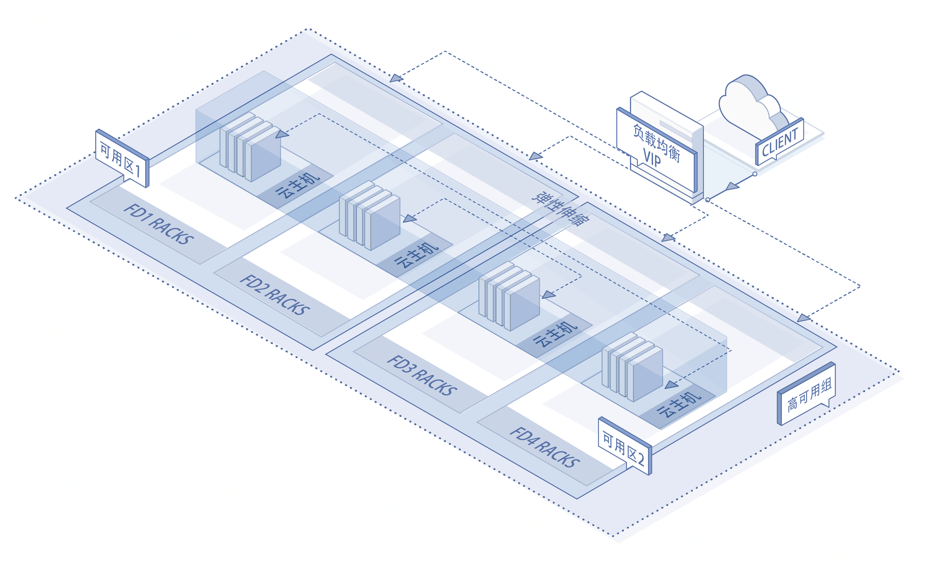 负载均衡
VIP
CLIENT
可用区1
云主机
弹性伸缩
FD1 RACKS
云主机
FD2 RACKS
云主机
FD3 RACKS
云主机
高可用组
FD4 RACKS
可用区2